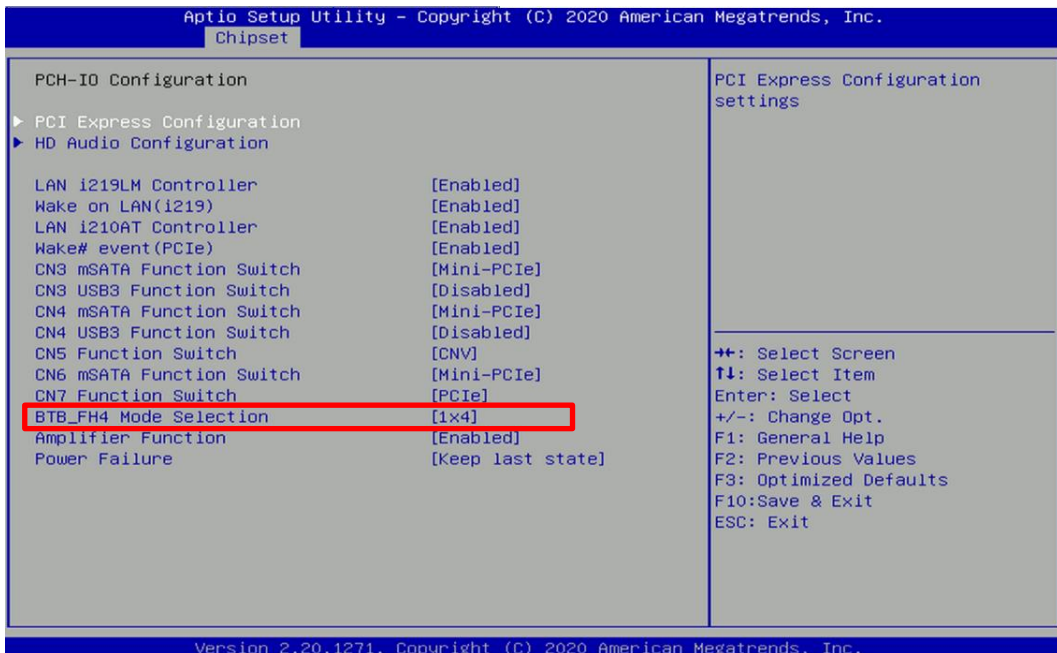 Aptio Setup Utility – Copyright (C) 2020 American Megatrends, Inc.
Chipset
PCH-IO Configuration
PCI Express Configuration
HD Audio Configuration
LAN i219LM Controller [Enabled]
Wake on LAN(i219) [Enabled]
LAN i210AT Controller [Enabled]
Wake# event(PCIe) [Enabled]
CN3 mSATA Function Switch [Mini-PCIe]
CN3 USB3 Function Switch [Disabled]
CN4 mSATA Function Switch [Mini-PCIe]
CN4 USB3 Function Switch [Disabled]
CN5 Function Switch [CNV]
CN6 mSATA Function Switch [Mini-PCIe]
CN7 Function Switch [PCIe]
BTB_FH4 Mode Selection [1x4]
Amplifier Function [Enabled]
Power Failure [Keep last state]
PCI Express Configuration
settings
→←: Select Screen
↑↓: Select Item
Enter: Select
+/-: Change Opt.
F1: General Help
F2: Previous Values
F3: Optimized Defaults
F10:Save & Exit
ESC: Exit
Version 2.20.1271. Copyright (C) 2020 American Megatrends, Inc.